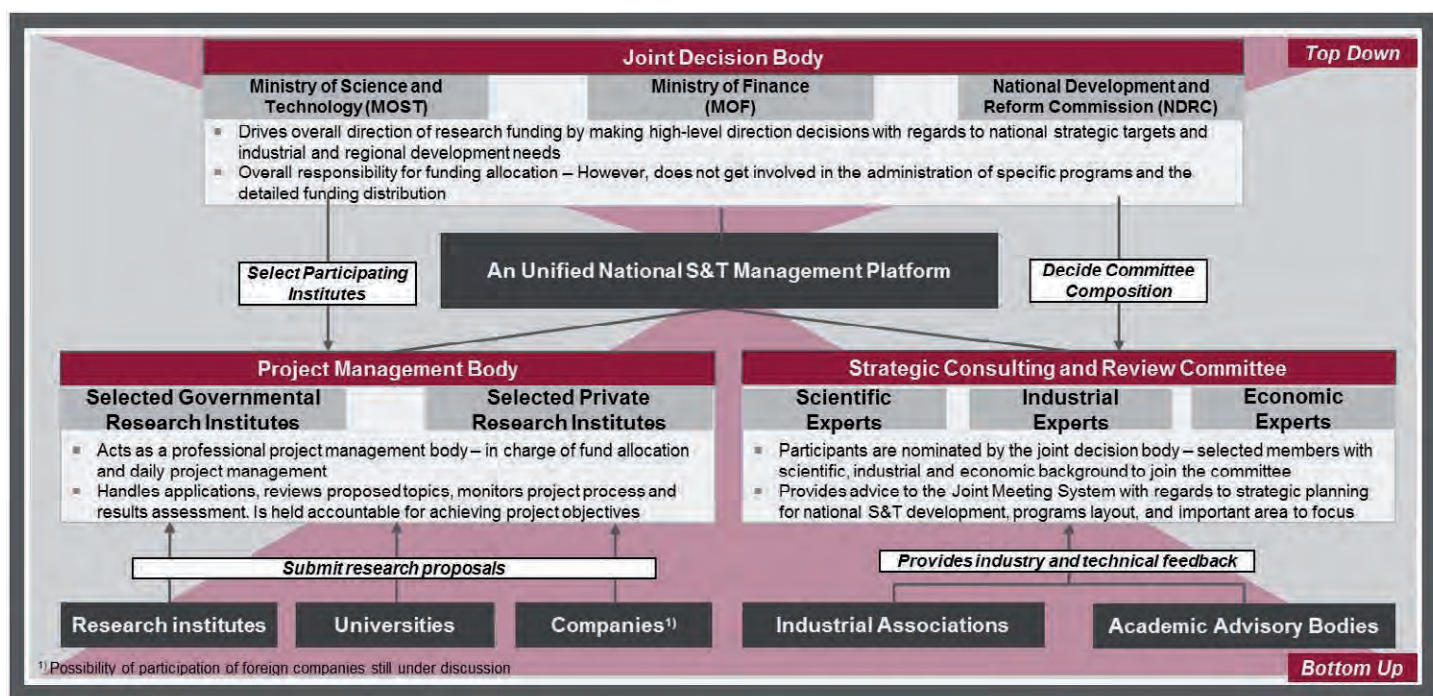 Joint Decision Body
Top Down
Ministry of Science and
Technology (MOST)
Ministry of Finance
(MOF)
National Development and
Reform Commission (NDRC)
▪ Drives overall direction of research funding by making high-level direction decisions with regards to national strategic targets and
industrial and regional development needs
▪ Overall responsibility for funding allocation – However, does not get involved in the administration of specific programs and the
detailed funding distribution
Select Participating
Institutes
An Unified National S&T Management Platform
Decide Committee
Composition
Project Management Body
Selected Governmental
Research Institutes
Selected Private
Research Institutes
▪ Acts as a professional project management body – in charge of fund allocation
and daily project management
▪ Handles applications, reviews proposed topics, monitors project process and
results assessment. Is held accountable for achieving project objectives
Strategic Consulting and Review Committee
Scientific
Experts
Industrial
Experts
Economic
Experts
▪ Participants are nominated by the joint decision body – selected members with
scientific, industrial and economic background to join the committee
▪ Provides advice to the Joint Meeting System with regards to strategic planning
for national S&T development, programs layout, and important area to focus
Submit research proposals
Provides industry and technical feedback
Research institutes
Universities
Companies¹⁾
Industrial Associations
Academic Advisory Bodies
¹⁾ Possibility of participation of foreign companies still under discussion
Bottom Up